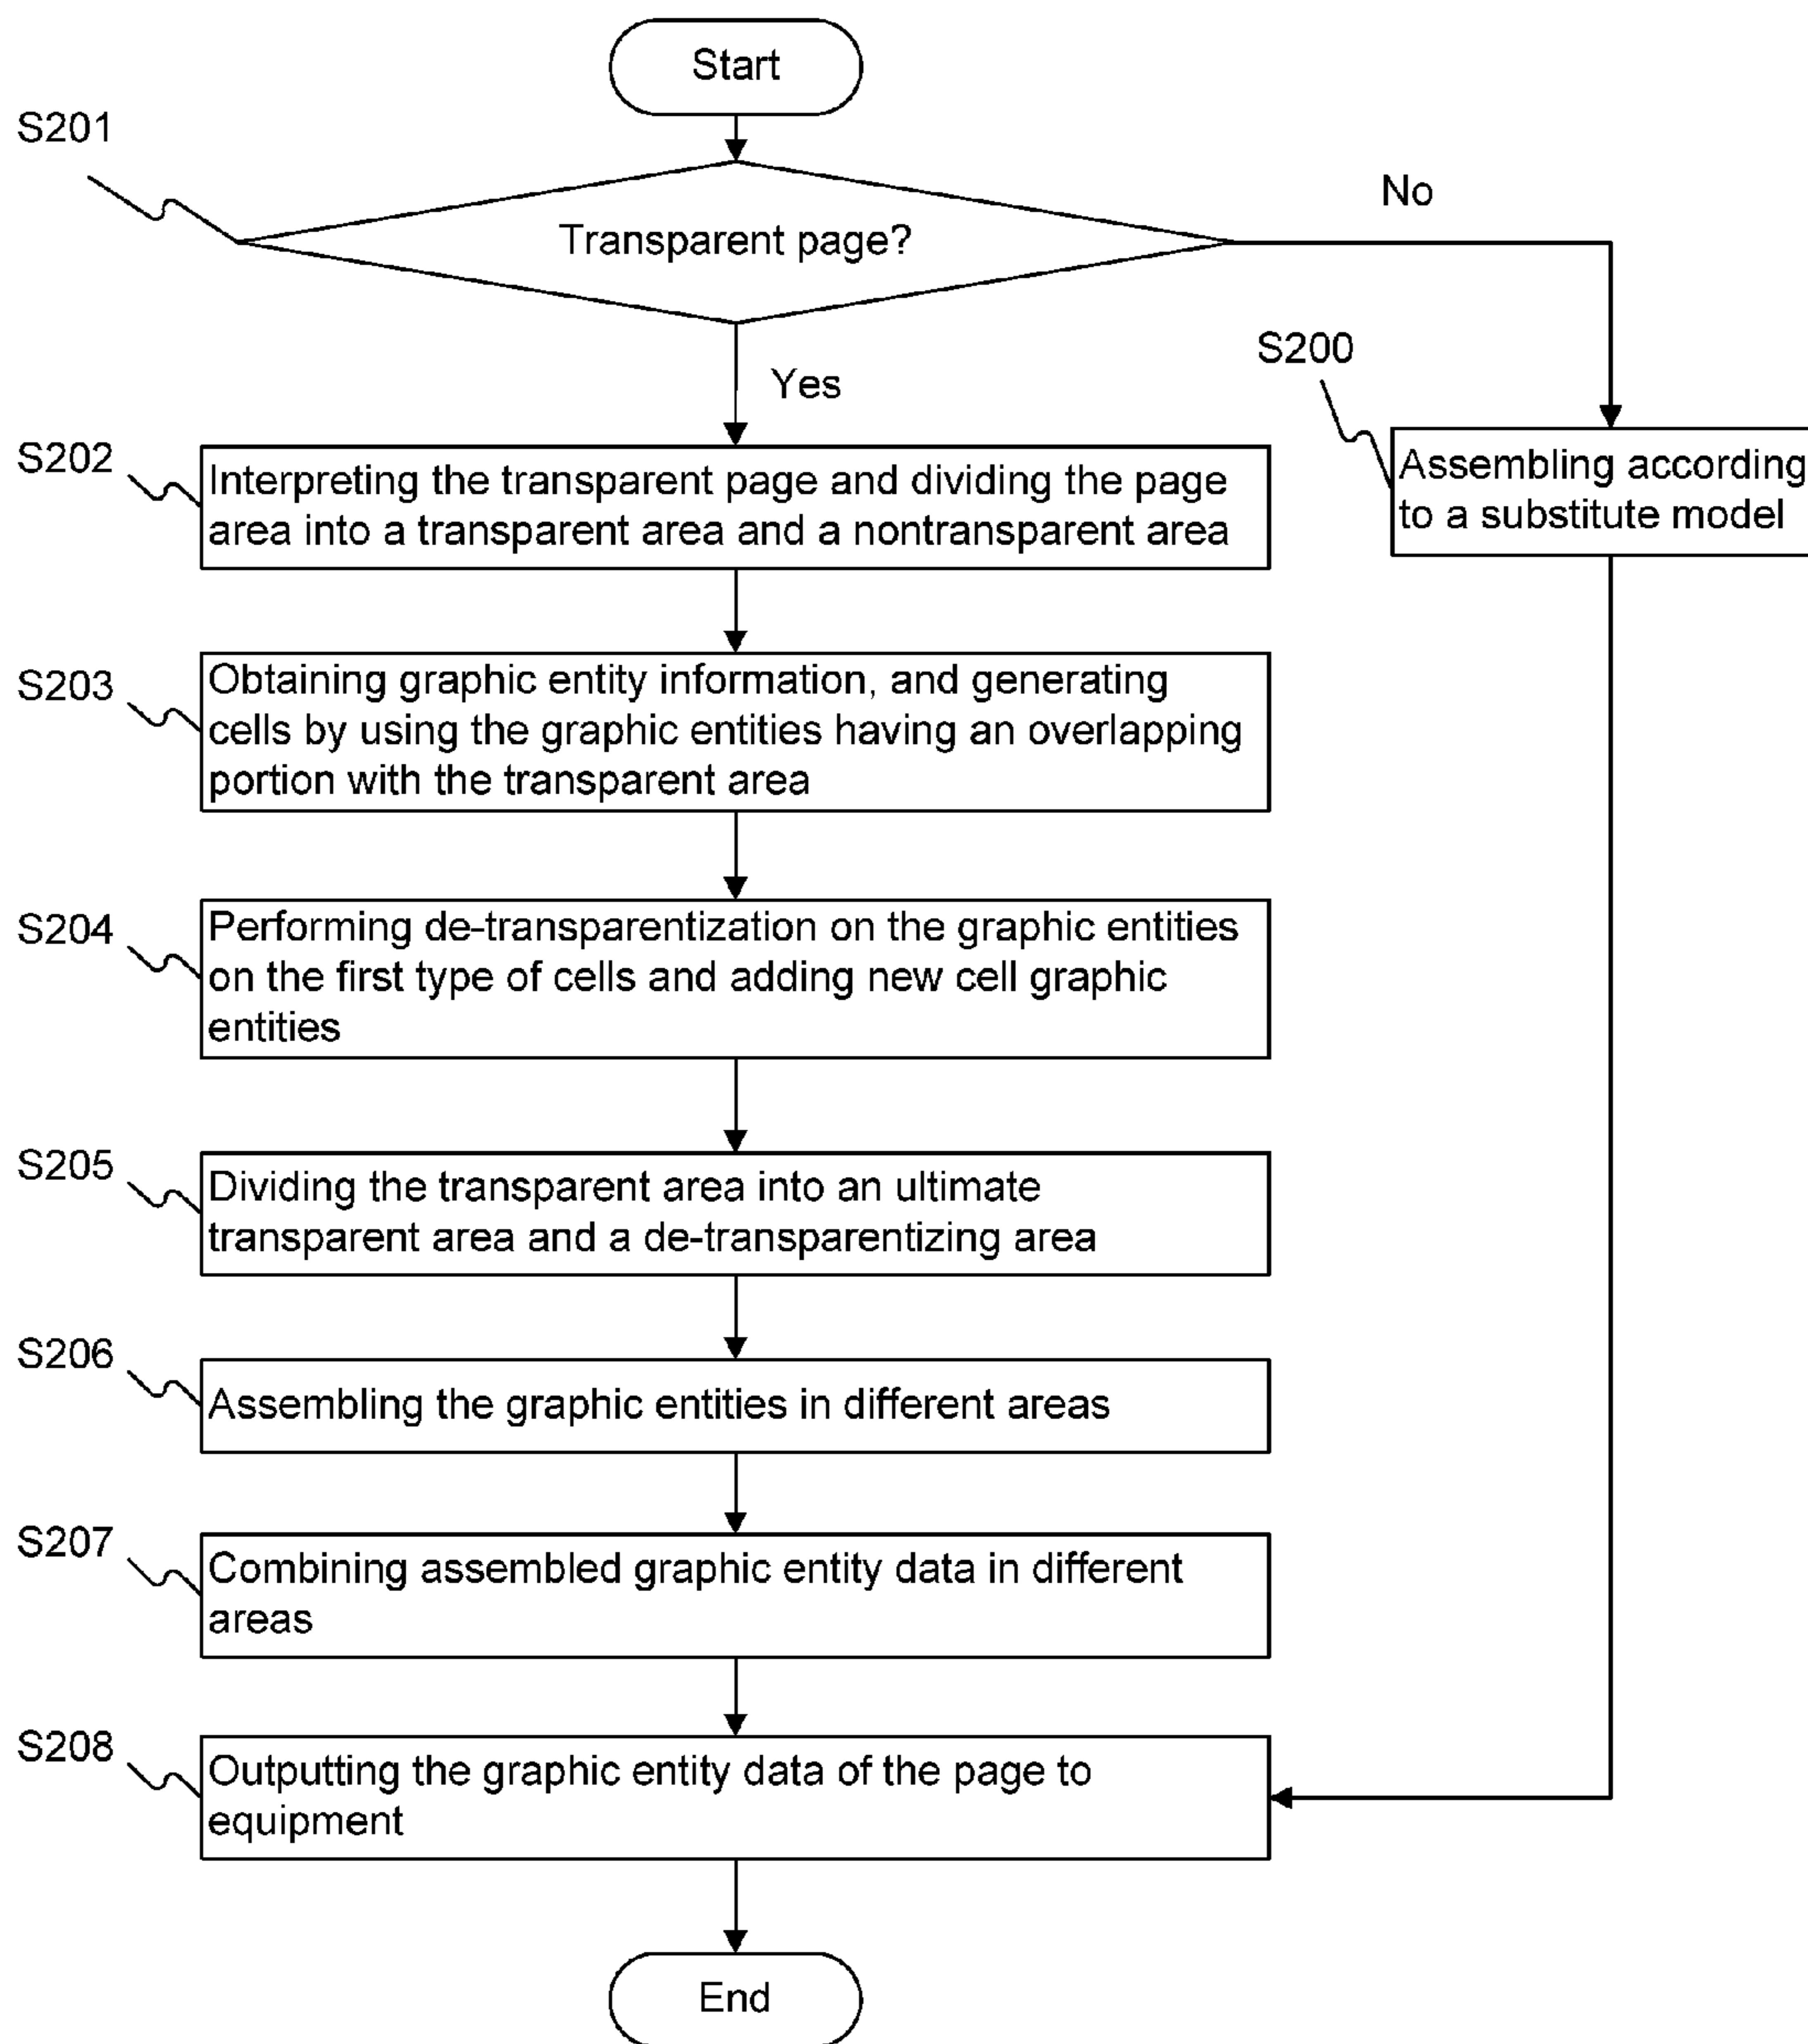 Start
S201
Transparent page?
No
Yes
S200
Assembling according
to a substitute model
S202
Interpreting the transparent page and dividing the page
area into a transparent area and a nontransparent area
S203
Obtaining graphic entity information, and generating
cells by using the graphic entities having an overlapping
portion with the transparent area
S204
Performing de-transparentization on the graphic entities
on the first type of cells and adding new cell graphic
entities
S205
Dividing the transparent area into an ultimate
transparent area and a de-transparentizing area
S206
Assembling the graphic entities in different areas
S207
Combining assembled graphic entity data in different
areas
S208
Outputting the graphic entity data of the page to
equipment
End